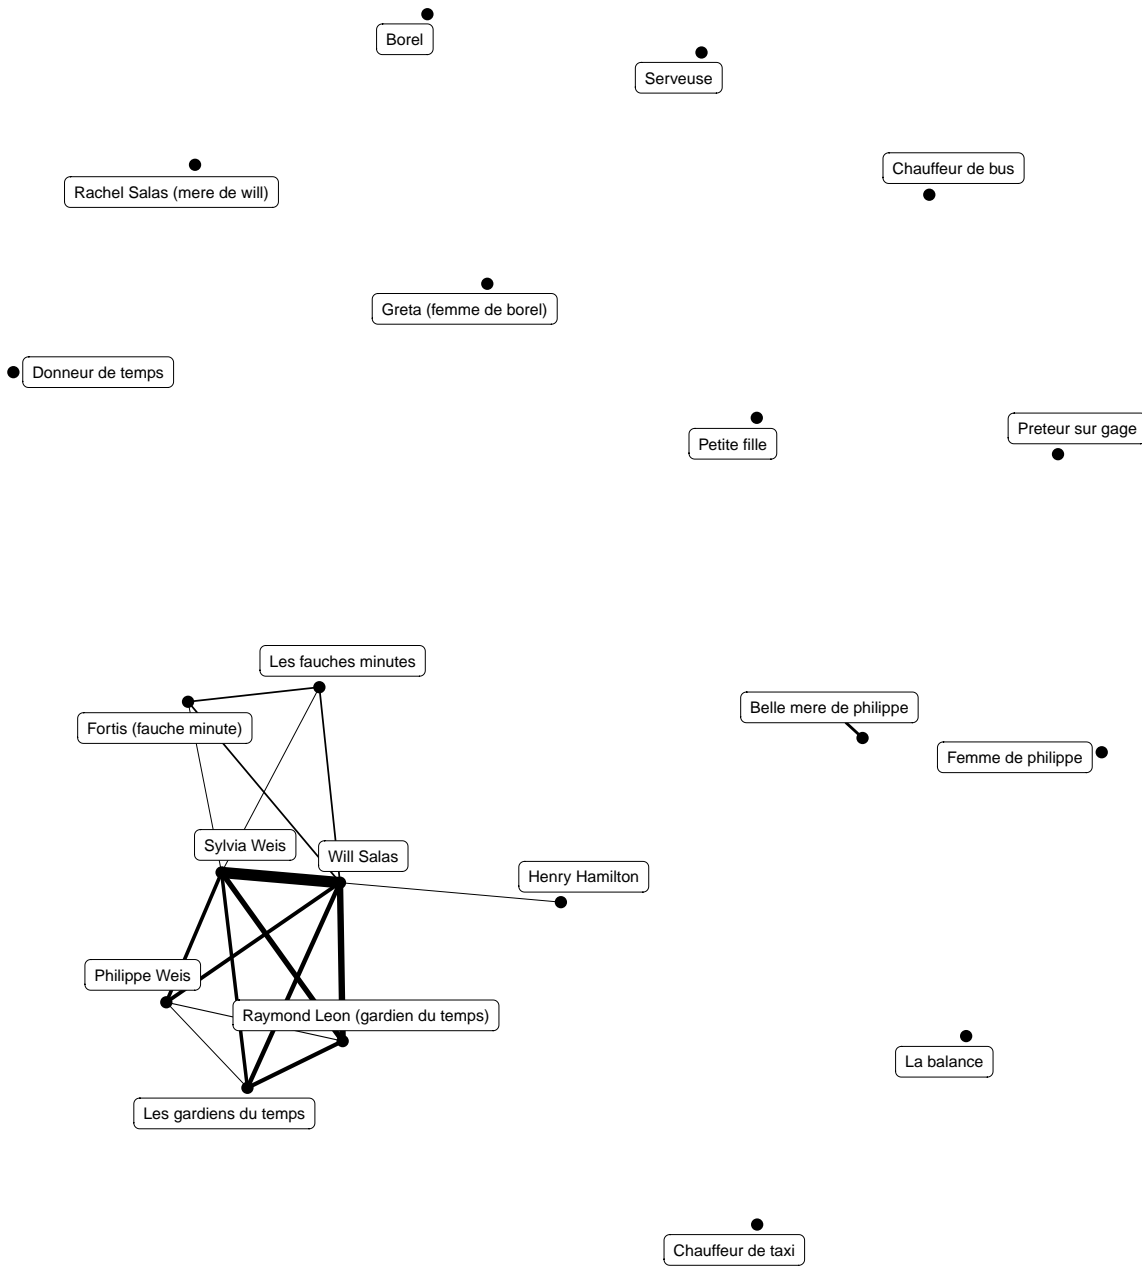 Borel
Serveuse
Chauffeur de bus
Rachel Salas (mere de will)
Greta (femme de borel)
Donneur de temps
Preteur sur gage
Petite fille
Les fauches minutes
Belle mere de philippe
Fortis (fauche minute)
Femme de philippe
Sylvia Weis
Will Salas
Henry Hamilton
Philippe Weis
Raymond Leon (gardien du temps)
La balance
Les gardiens du temps
Chauffeur de taxi